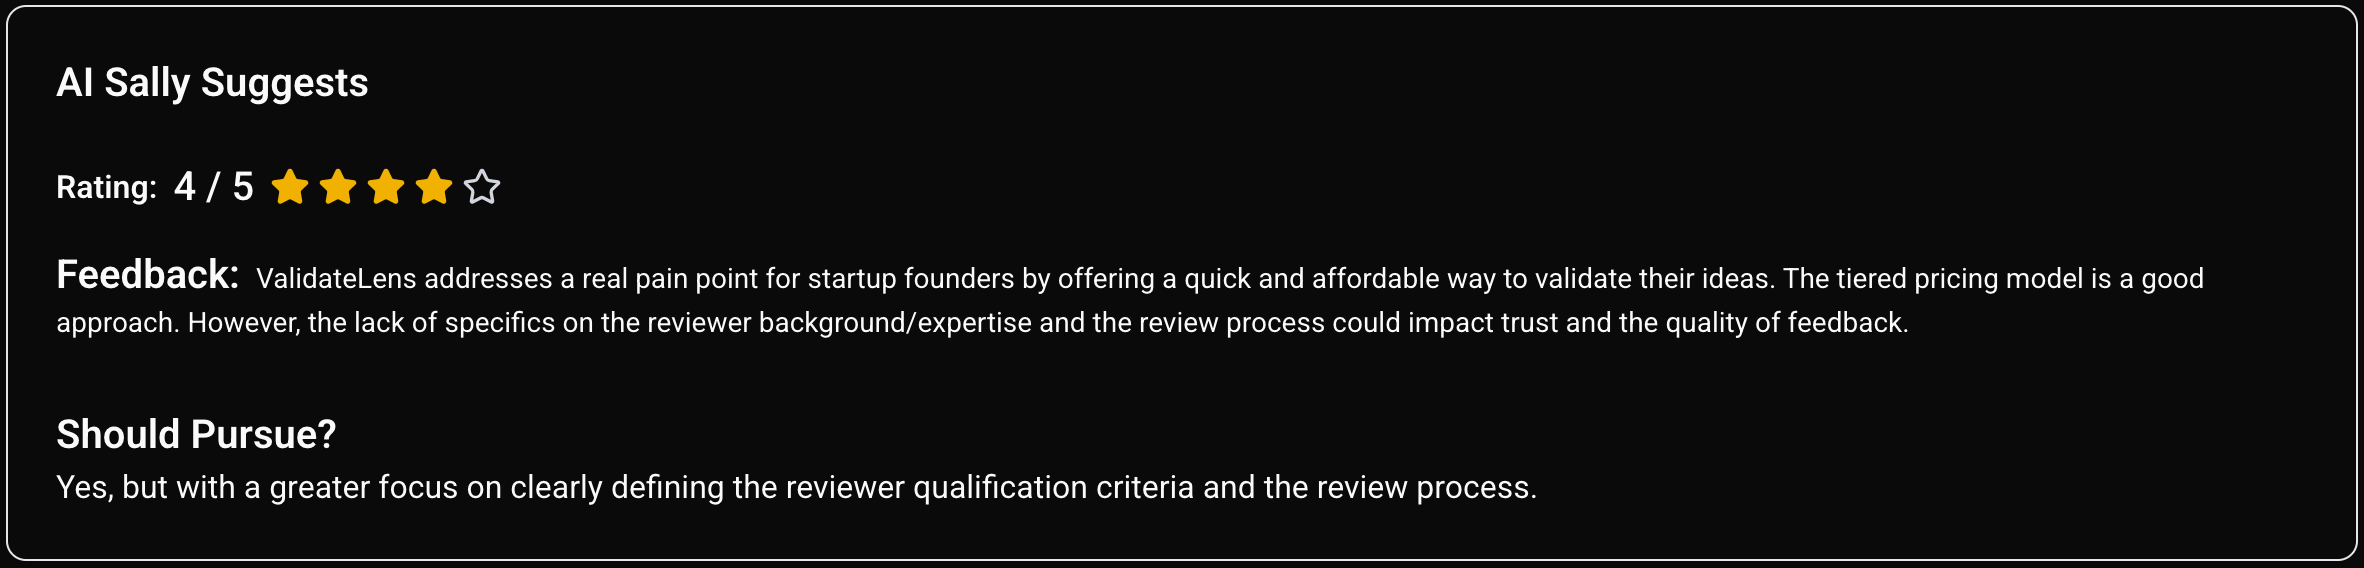 AI Sally Suggests
Rating: 4 / 5
Feedback: ValidateLens addresses a real pain point for startup founders by offering a quick and affordable way to validate their ideas. The tiered pricing model is a good
approach. However, the lack of specifics on the reviewer background/expertise and the review process could impact trust and the quality of feedback.
Should Pursue?
Yes, but with a greater focus on clearly defining the reviewer qualification criteria and the review process.